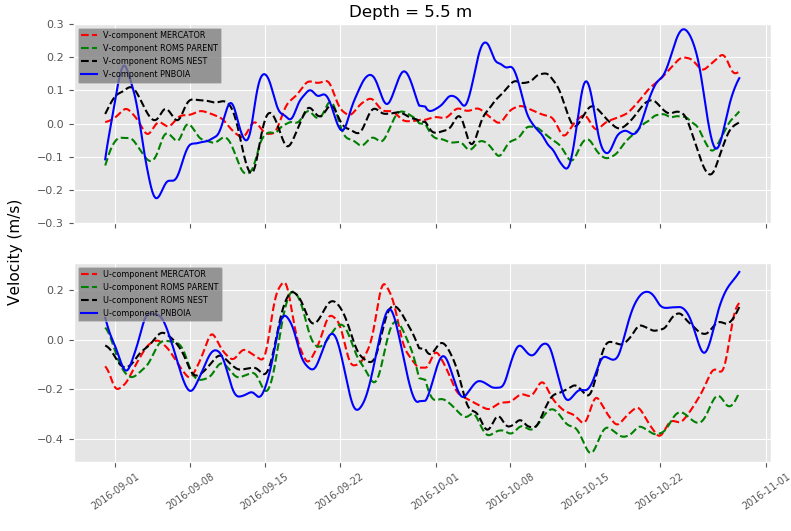 Depth = 5.5 m
0.3
0.2
0.1
0.0
−0.1
−0.2
−0.3
V-component MERCATOR
V-component ROMS PARENT
V-component ROMS NEST
V-component PNBOIA
Velocity (m/s)
0.2
0.0
−0.2
−0.4
U-component MERCATOR
U-component ROMS PARENT
U-component ROMS NEST
U-component PNBOIA
2016-09-01
2016-09-08
2016-09-15
2016-09-22
2016-10-01
2016-10-08
2016-10-15
2016-10-22
2016-11-01